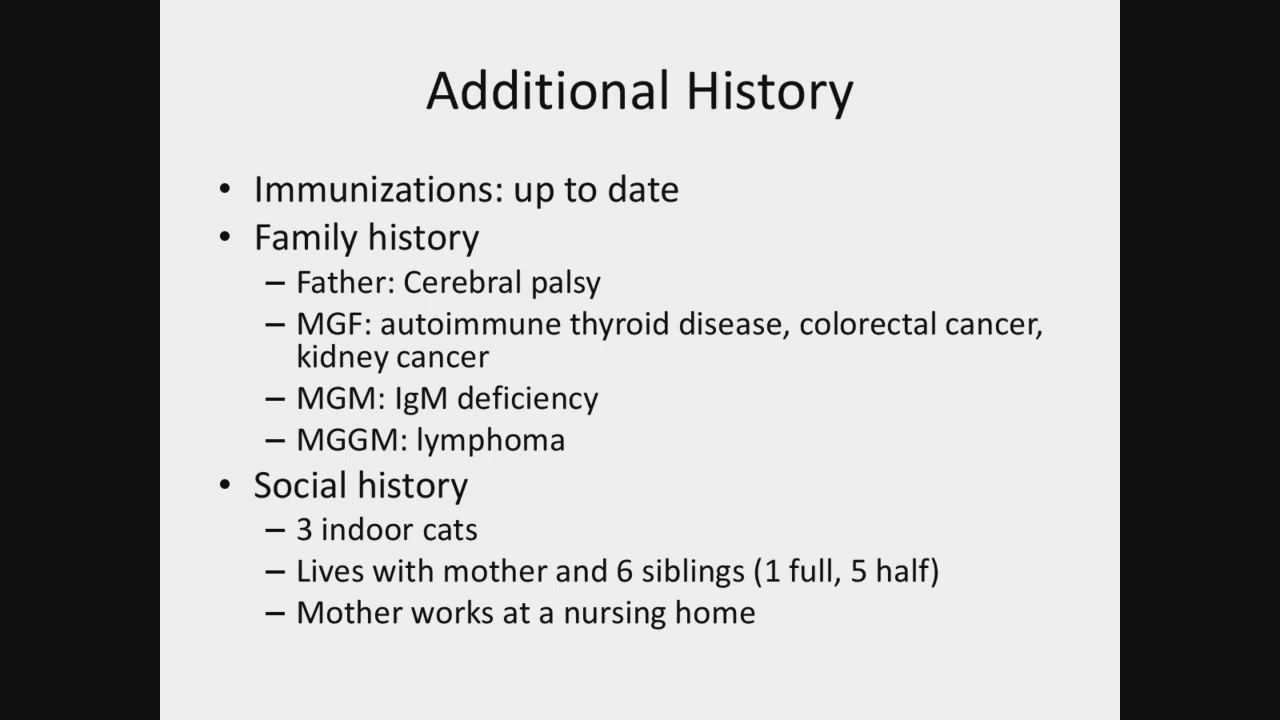 Additional History
• Immunizations: up to date
• Family history
– Father: Cerebral palsy
– MGF: autoimmune thyroid disease, colorectal cancer,
kidney cancer
– MGM: IgM deficiency
– MGGM: lymphoma
• Social history
– 3 indoor cats
– Lives with mother and 6 siblings (1 full, 5 half)
– Mother works at a nursing home